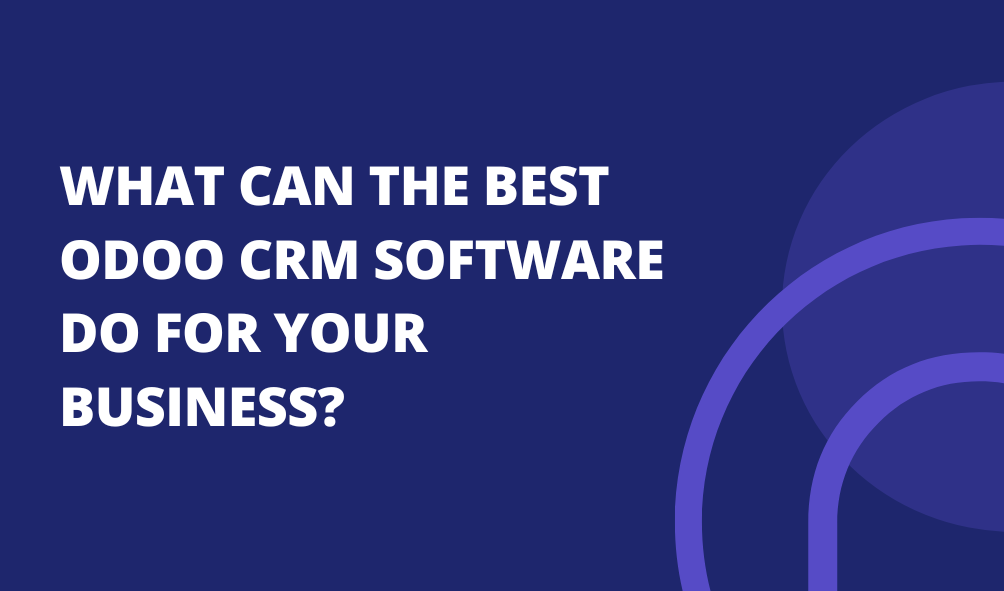 WHAT CAN THE BEST
ODOO CRM SOFTWARE
DO FOR YOUR
BUSINESS?